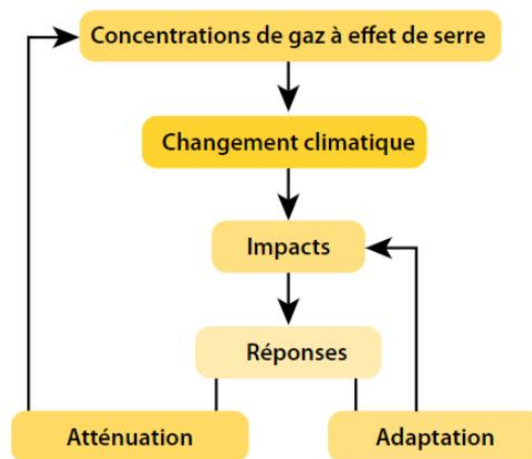 Concentrations de gaz à effet de serre
Changement climatique
Impacts
Réponses
Atténuation
Adaptation